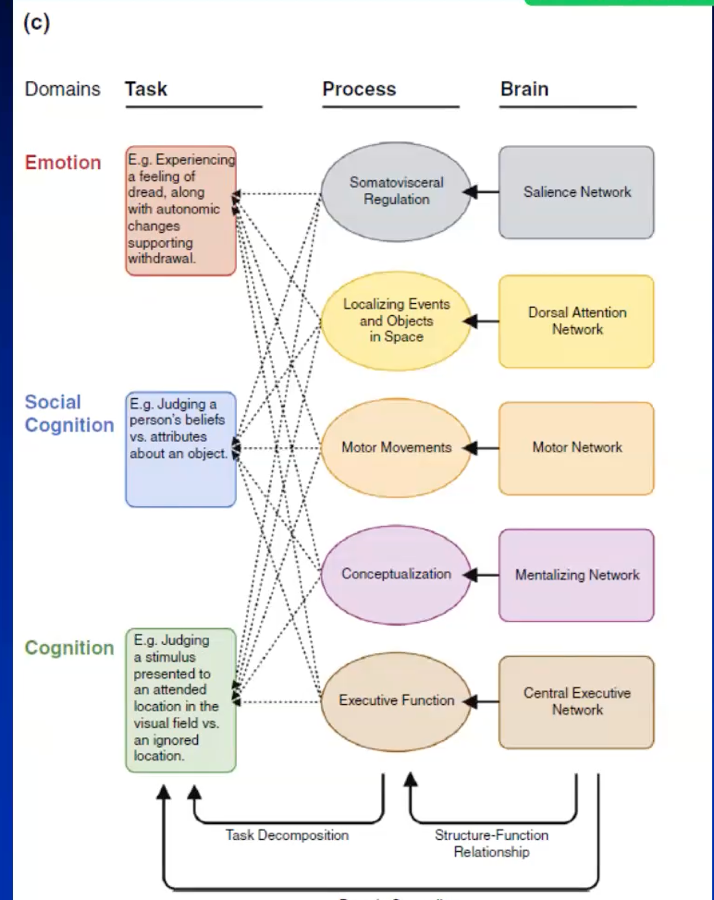 (c)
Domains Task Process Brain
Emotion
E.g. Experiencing
a feeling of
dread, along
with autonomic
changes
supporting
withdrawal.
Somatovisceral
Regulation
Salience Network
Localizing Events
and Objects
in Space
Dorsal Attention
Network
Social
Cognition
E.g. Judging a
person's beliefs
vs. attributes
about an object.
Motor Movements
Motor Network
Conceptualization
Mentalizing Network
Cognition
E.g. Judging
a stimulus
presented to
an attended
location in the
visual field vs.
an ignored
location.
Executive Function
Central Executive
Network
Task Decomposition
Structure-Function
Relationship